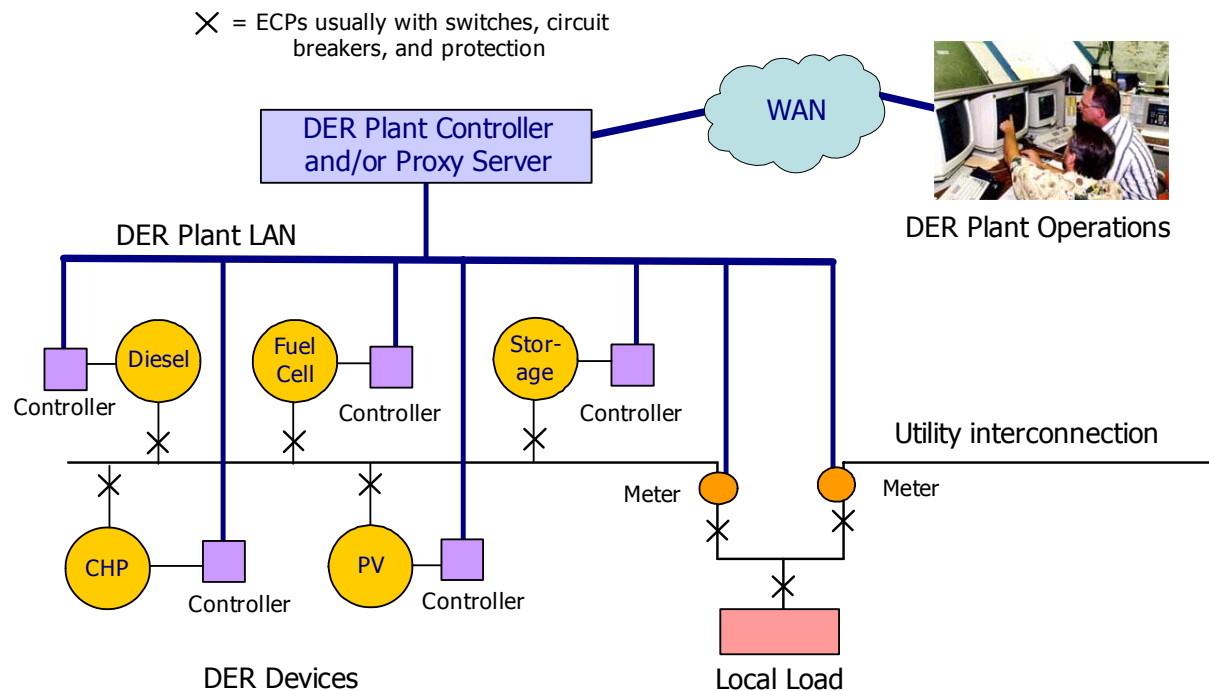 = ECPs usually with switches, circuit
breakers, and protection
WAN
DER Plant Controller
and/or Proxy Server
DER Plant Operations
DER Plant LAN
Diesel
Fuel
Cell
Stor-
age
Controller
Controller
Controller
Utility interconnection
Meter
Meter
CHP
PV
Controller
Controller
DER Devices
Local Load